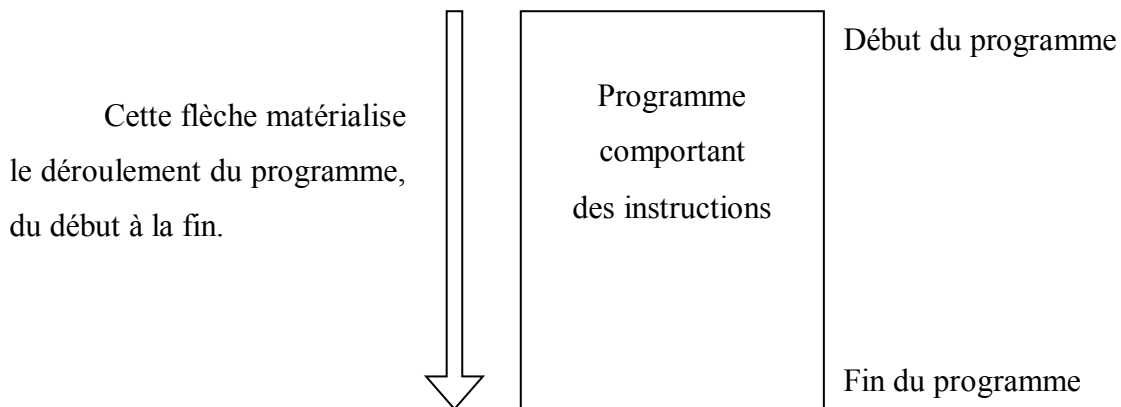 Cette flèche matérialise
le déroulement du programme,
du début à la fin.
Programme
comportant
des instructions
Début du programme
Fin du programme